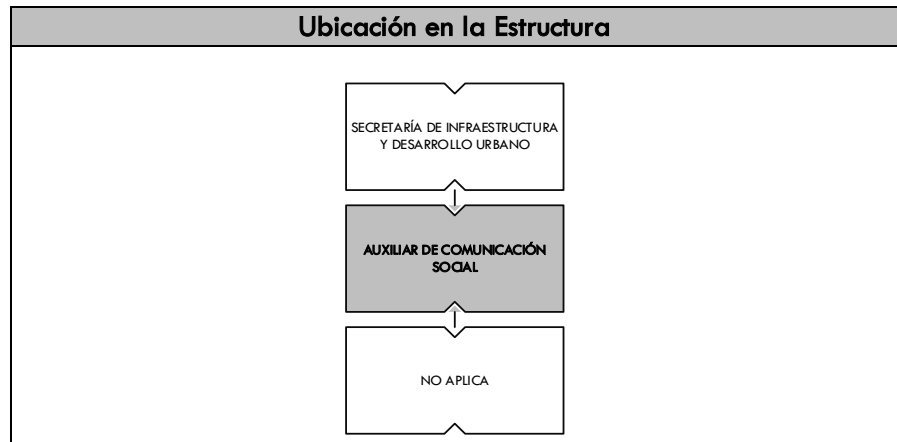 Ubicación en la Estructura
SECRETARÍA DE INFRAESTRUCTURA
Y DESARROLLO URBANO
AUXILIAR DE COMUNICACIÓN
SOCIAL
NO APLICA